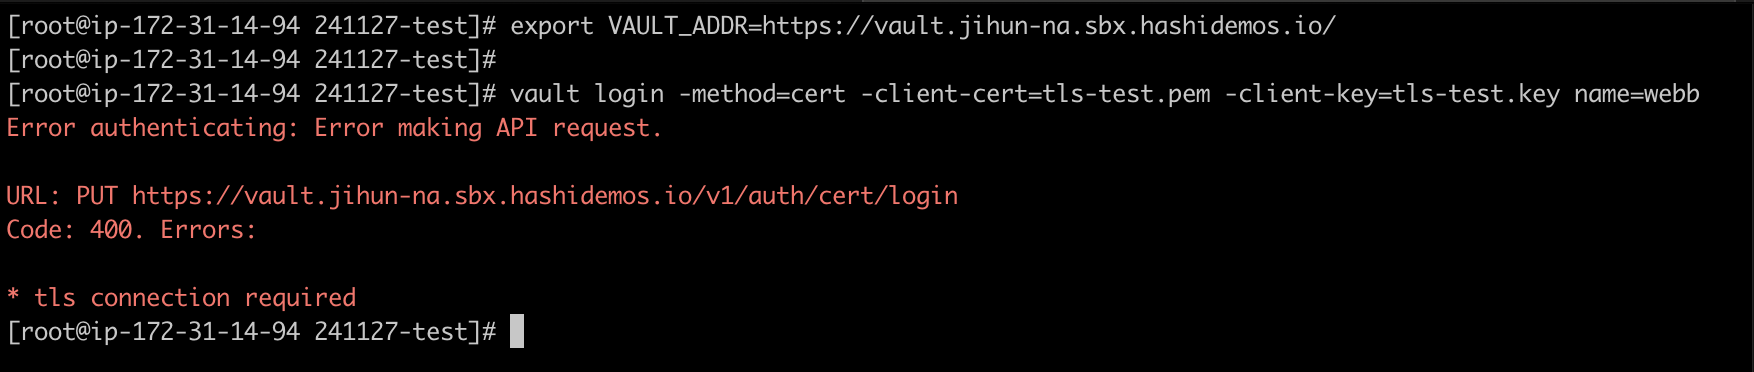 [root@ip-172-31-14-94 241127-test]# export VAULT_ADDR=https://vault.jihun-na.sbx.hashidemos.io/
[root@ip-172-31-14-94 241127-test]#
[root@ip-172-31-14-94 241127-test]# vault login -method=cert -client-cert=tls-test.pem -client-key=tls-test.key name=webb
Error authenticating: Error making API request.
URL: PUT https://vault.jihun-na.sbx.hashidemos.io/v1/auth/cert/login
Code: 400. Errors:
* tls connection required
[root@ip-172-31-14-94 241127-test]#